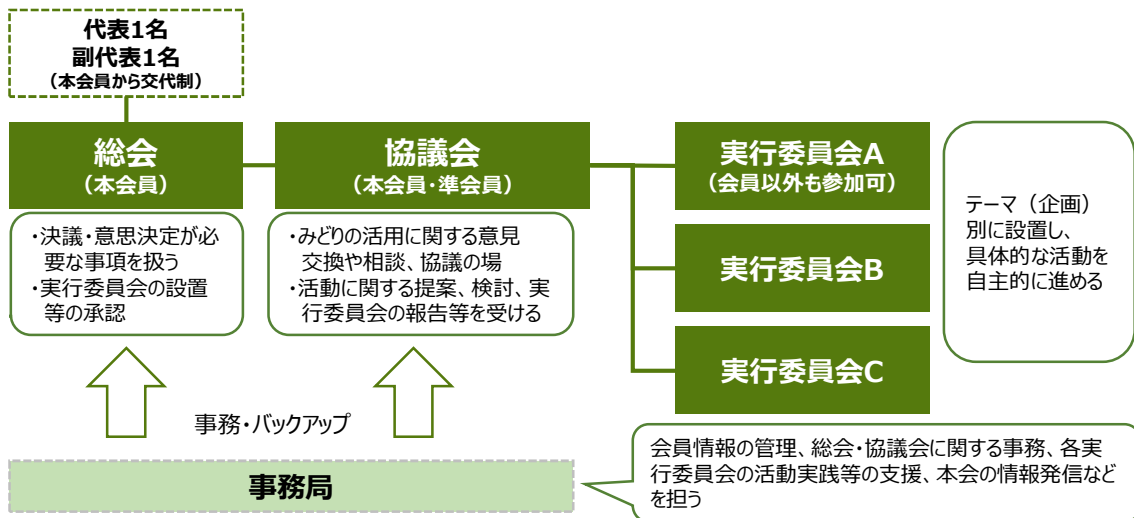 代表1名
副代表1名
（本会員から交代制）
総会
（本会員）
協議会
（本会員・準会員）
実行委員会A
（会員以外も参加可）
・決議・意思決定が必
要な事項を扱う
・実行委員会の設置
等の承認
・みどりの活用に関する意見
交換や相談、協議の場
・活動に関する提案、検討、実
行委員会の報告等を受ける
実行委員会B
実行委員会C
テーマ（企画）
別に設置し、
具体的な活動を
自主的に進める
事務・バックアップ
事務局
会員情報の管理、総会・協議会に関する事務、各実
行委員会の活動実践等の支援、本会の情報発信など
を担う